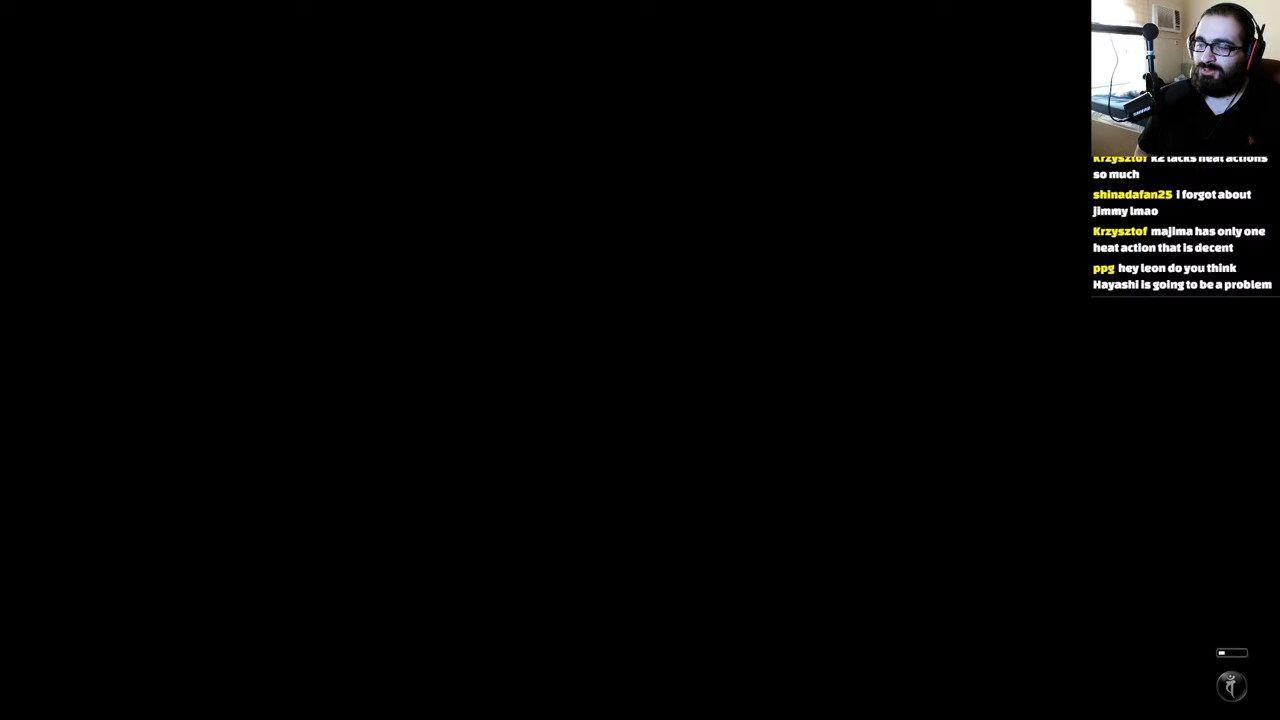 Krzysztof k2 lacks heat actions
so much
shinadafan25 i forgot about
jimmy lmao
Krzysztof majima has only one
heat action that is decent
ppg hey leon do you think
Hayashi is going to be a problem